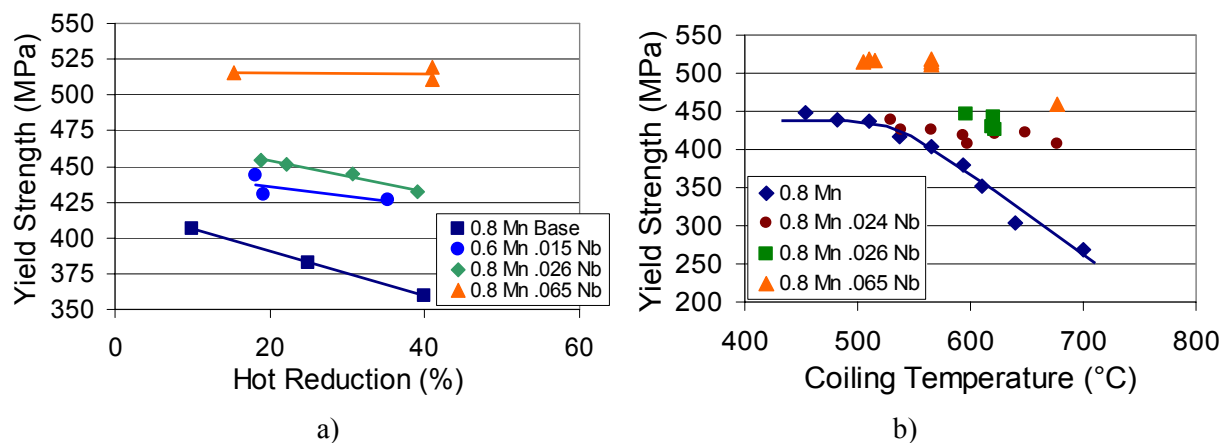 550
525
500
475
450
425
400
375
350
Yield Strength (MPa)
0 20 40 60
Hot Reduction (%)
0.8 Mn Base
0.6 Mn .015 Nb
0.8 Mn .026 Nb
0.8 Mn .065 Nb
a)
550
500
450
400
350
300
250
200
Yield Strength (MPa)
400 500 600 700 800
Coiling Temperature (°C)
0.8 Mn
0.8 Mn .024 Nb
0.8 Mn .026 Nb
0.8 Mn .065 Nb
b)